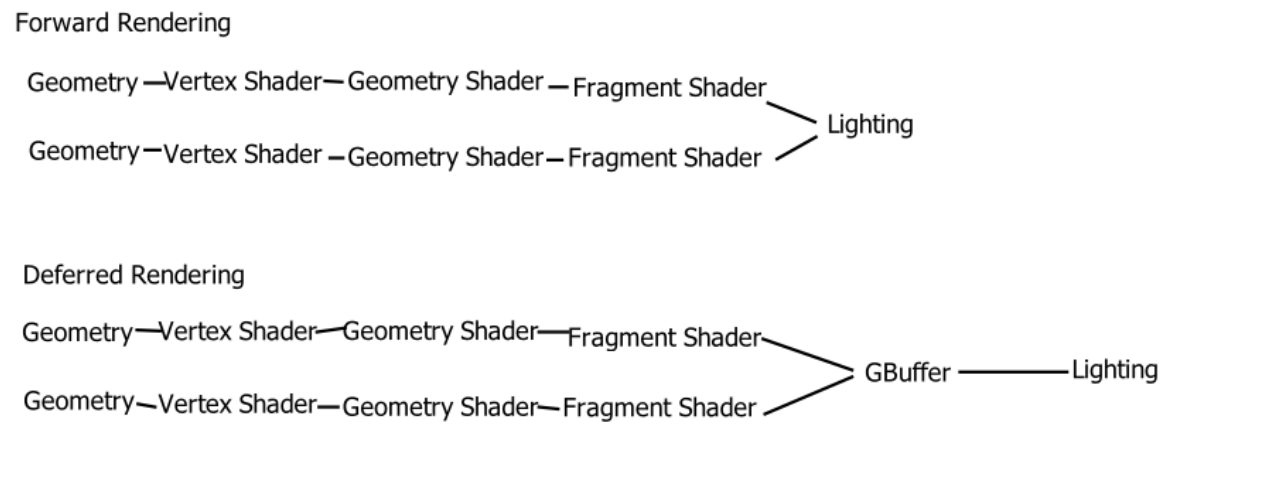 Forward Rendering
Geometry Vertex Shader Geometry Shader Fragment Shader
Lighting
Geometry Vertex Shader Geometry Shader Fragment Shader
Deferred Rendering
Geometry Vertex Shader Geometry Shader Fragment Shader
GBuffer Lighting
Geometry Vertex Shader Geometry Shader Fragment Shader